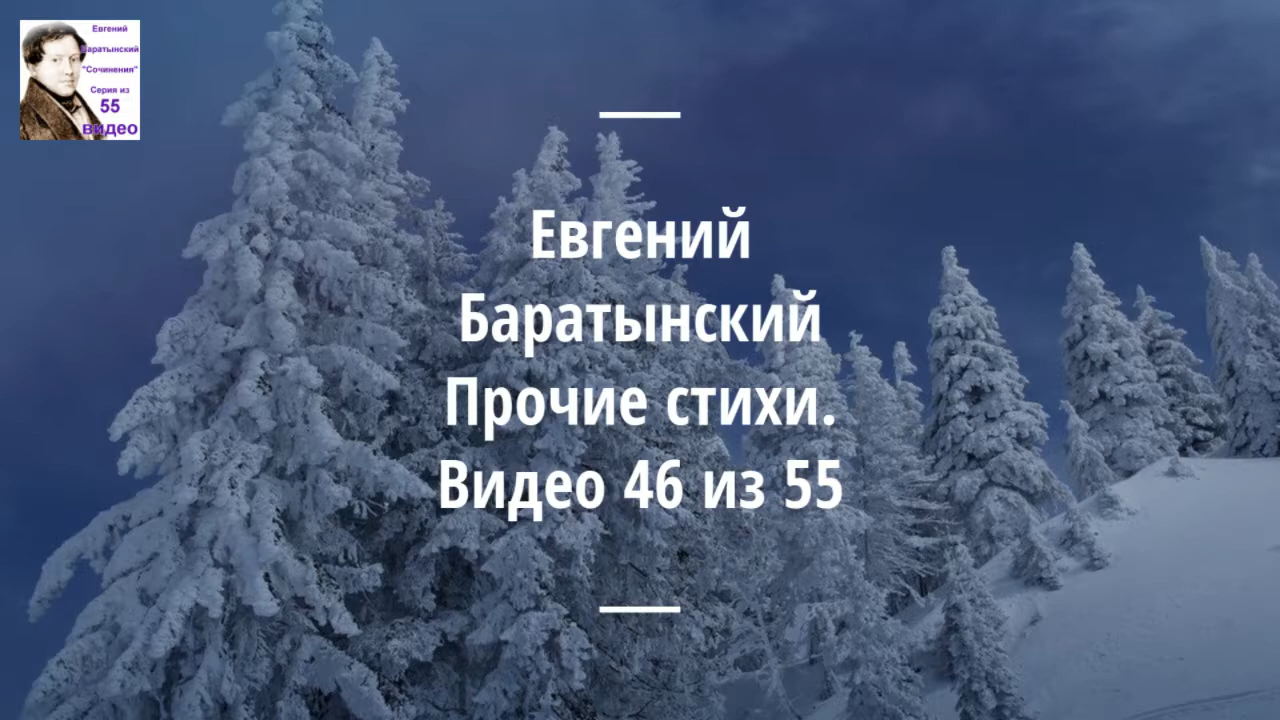 Евгений
Баратынский
"Сочинения"
Серия из
55
видео
Евгений
Баратынский
Прочие стихи.
Видео 46 из 55